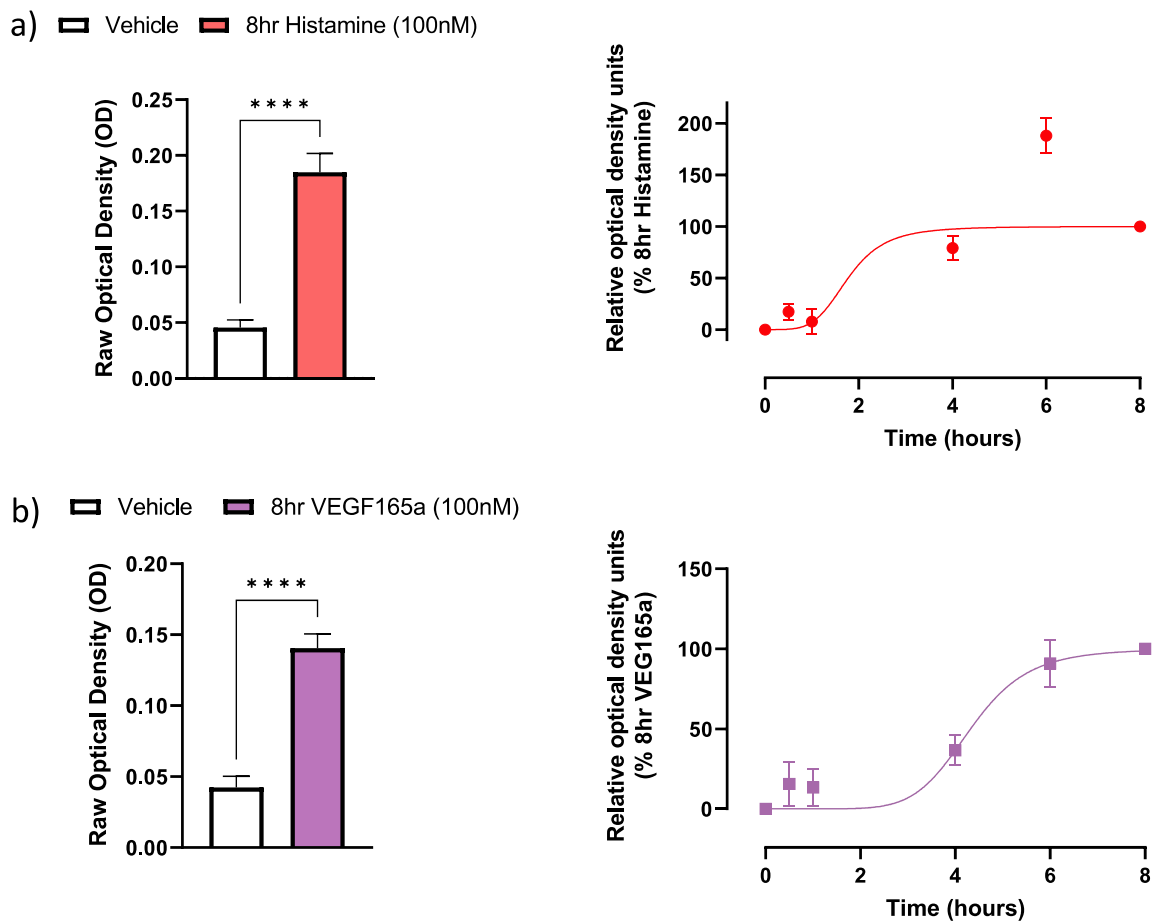 a)
Vehicle 8hr Histamine (100nM)
Raw Optical Density (OD)
0.25
0.20
0.15
0.10
0.05
0.00
****
Relative optical density units
(% 8hr Histamine)
200
150
100
50
0
0 2 4 6 8
Time (hours)
b)
Vehicle 8hr VEGF165a (100nM)
Raw Optical Density (OD)
0.20
0.15
0.10
0.05
0.00
****
Relative optical density units
(% 8hr VEG165a)
150
100
50
0
0 2 4 6 8
Time (hours)